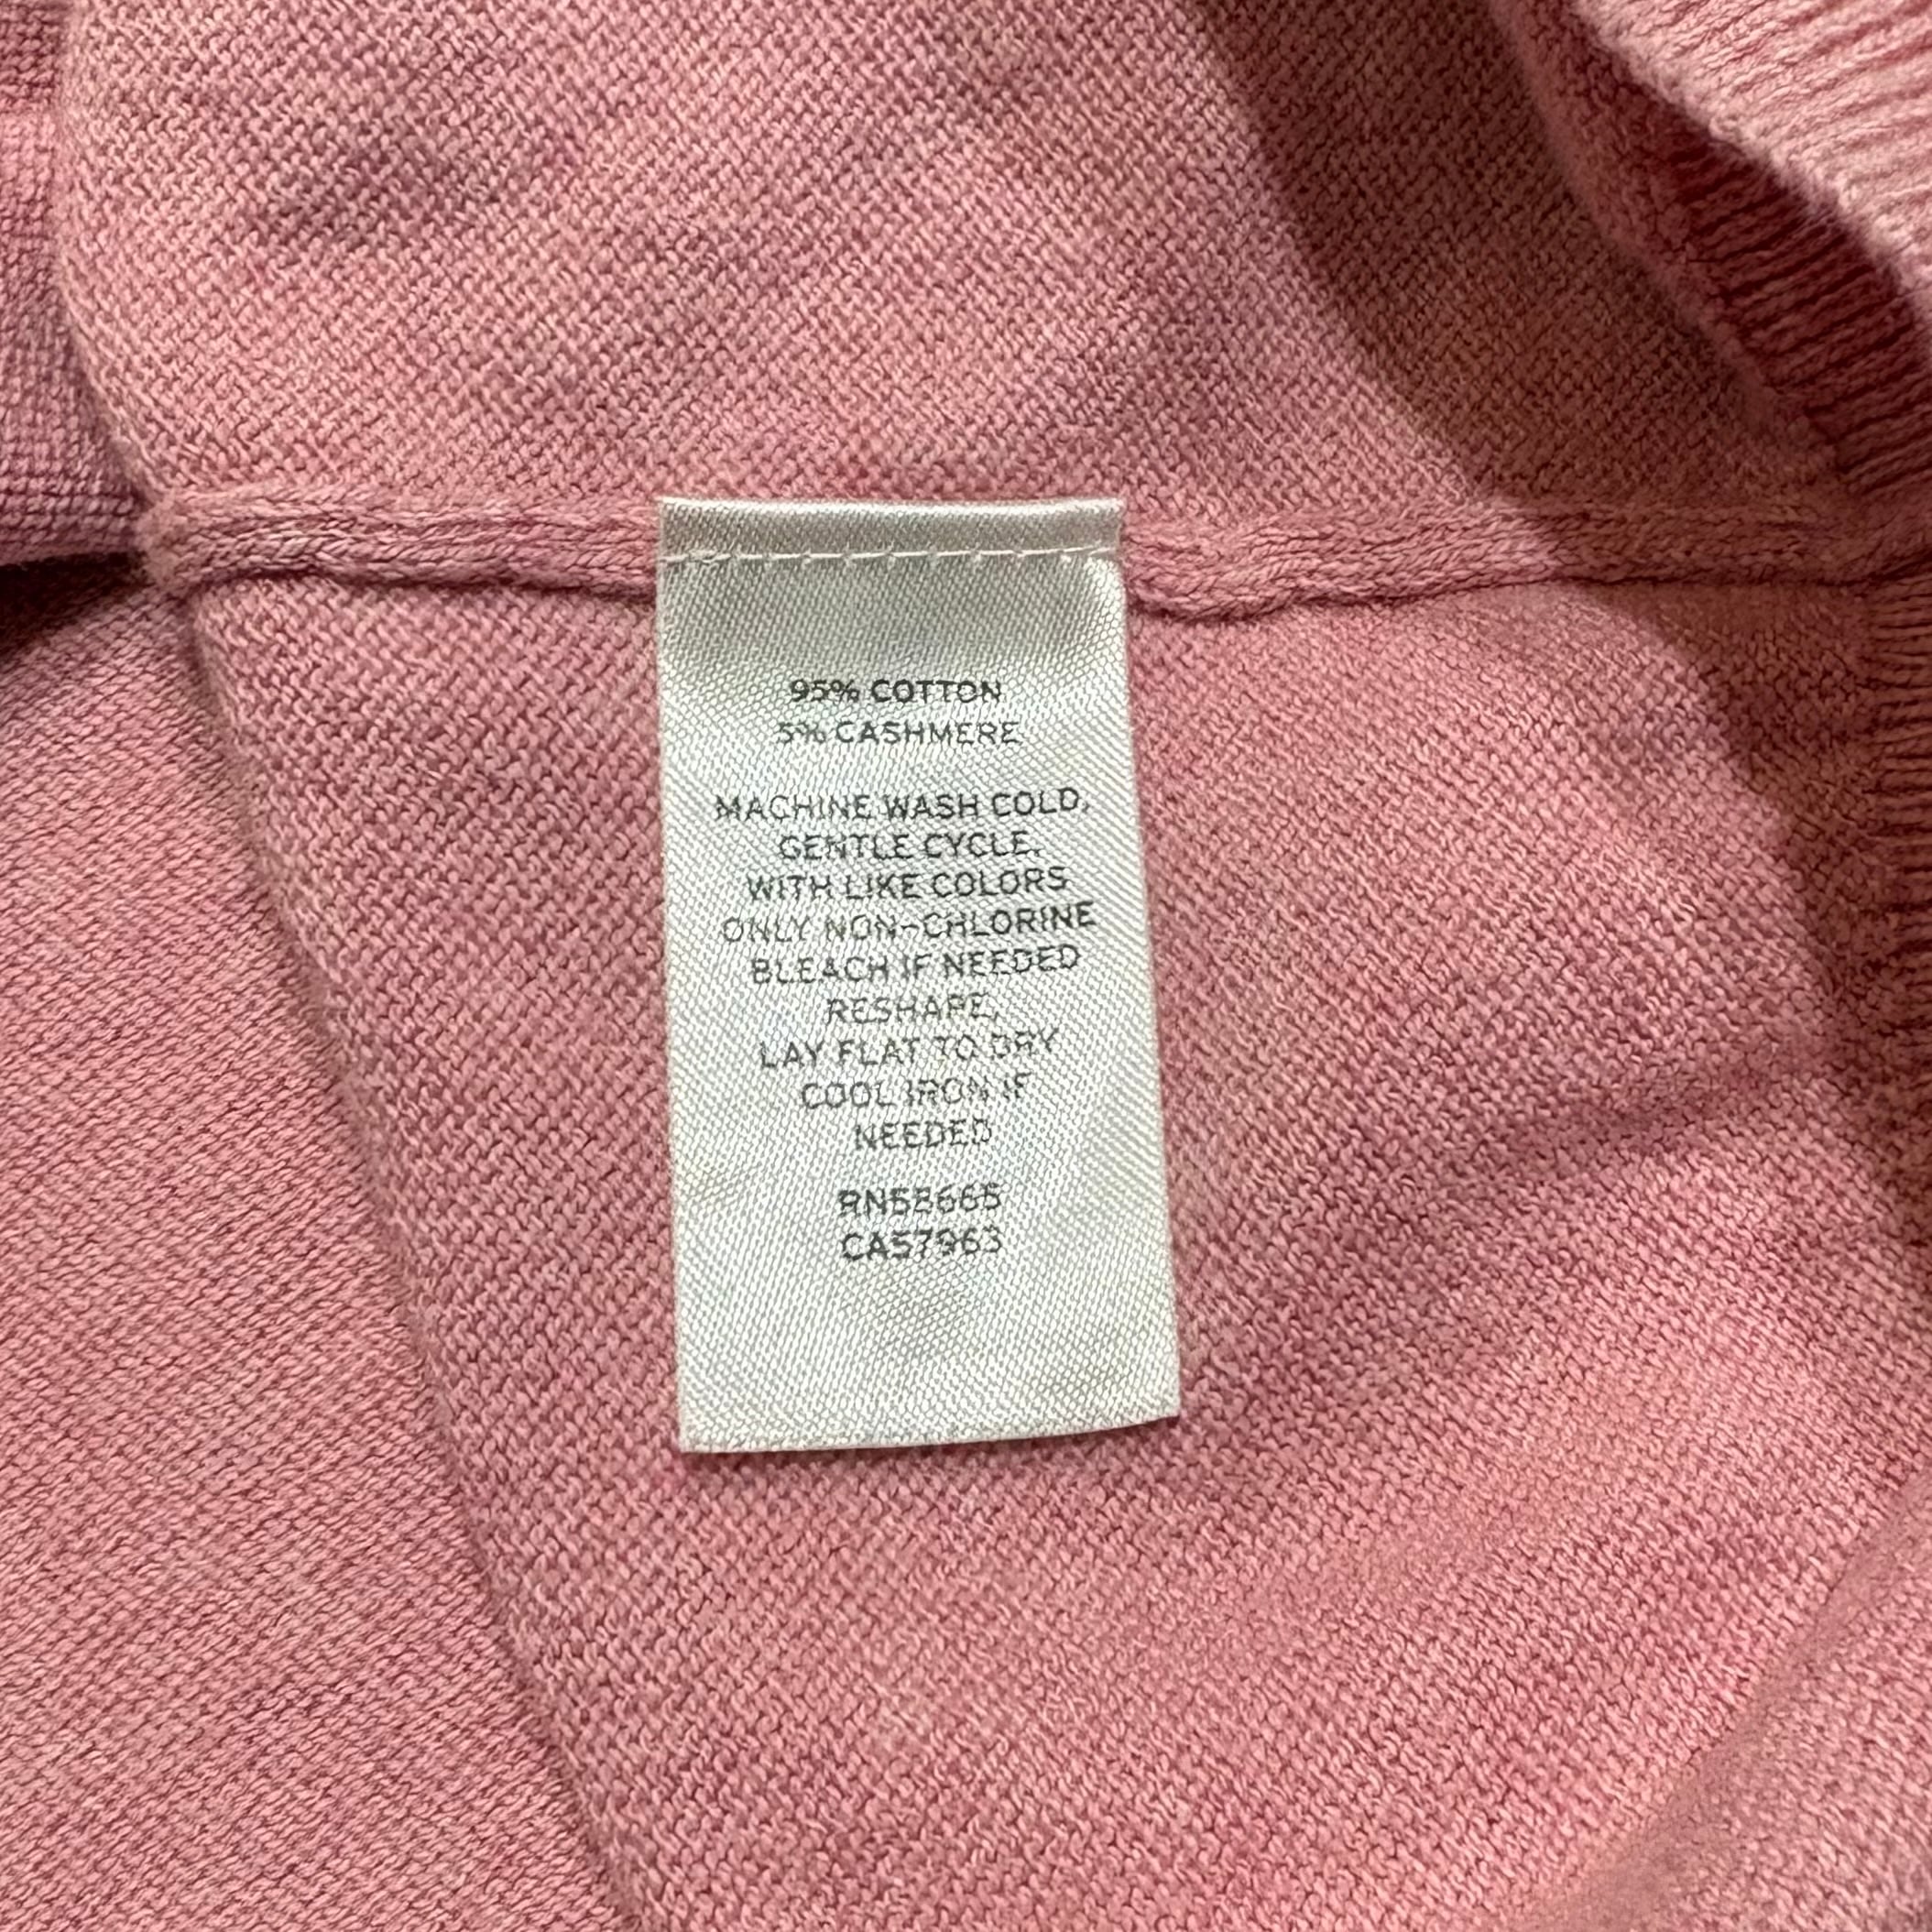 95% COTTON
5% CASHMERE
MACHINE WASH COLD,
GENTLE CYCLE,
WITH LIKE COLORS
ONLY NON-CHLORINE
BLEACH IF NEEDED
RESHAPE,
LAY FLAT TO DRY
COOL IRON IF
NEEDED
RN58665
CA57963